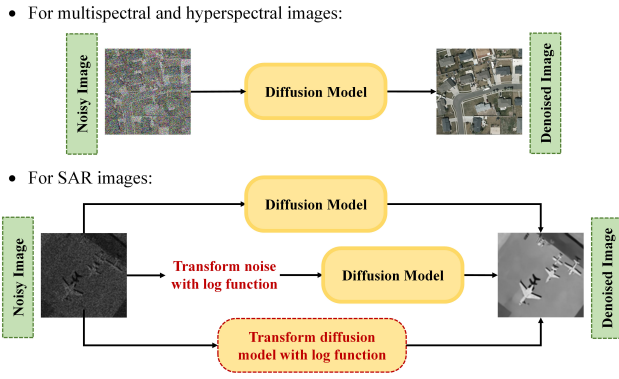 • For multispectral and hyperspectral images:
Noisy Image
Diffusion Model
Denoised Image
• For SAR images:
Diffusion Model
Noisy Image
Transform noise
with log function
Diffusion Model
Denoised Image
Transform diffusion
model with log function